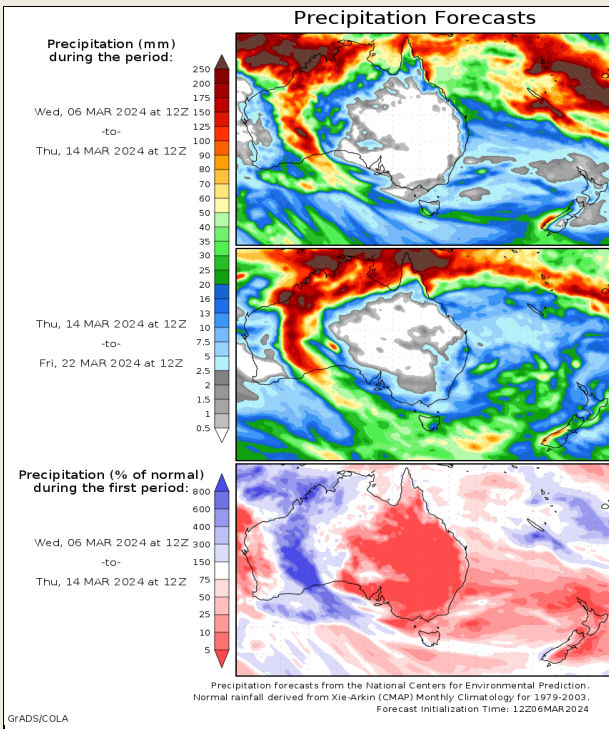 Precipitation Forecasts
Precipitation (mm)
during the period:
Wed, 06 MAR 2024 at 12Z
-to-
Thu, 14 MAR 2024 at 12Z
250
200
175
150
125
100
90
80
70
60
50
40
35
30
25
20
16
13
10
7.5
5
2.5
2
1.5
1
0.5
Thu, 14 MAR 2024 at 12Z
-to-
Fri, 22 MAR 2024 at 12Z
Precipitation (% of normal)
during the first period:
Wed, 06 MAR 2024 at 12Z
-to-
Thu, 14 MAR 2024 at 12Z
800
600
400
300
150
75
50
25
10
5
Precipitation forecasts from the National Centers for Environmental Prediction.
Normal rainfall derived from Xie-Arkin (CMAP) Monthly Climatology for 1979-2003.
Forecast Initialization Time: 12Z06MAR2024
GrADS/COLA